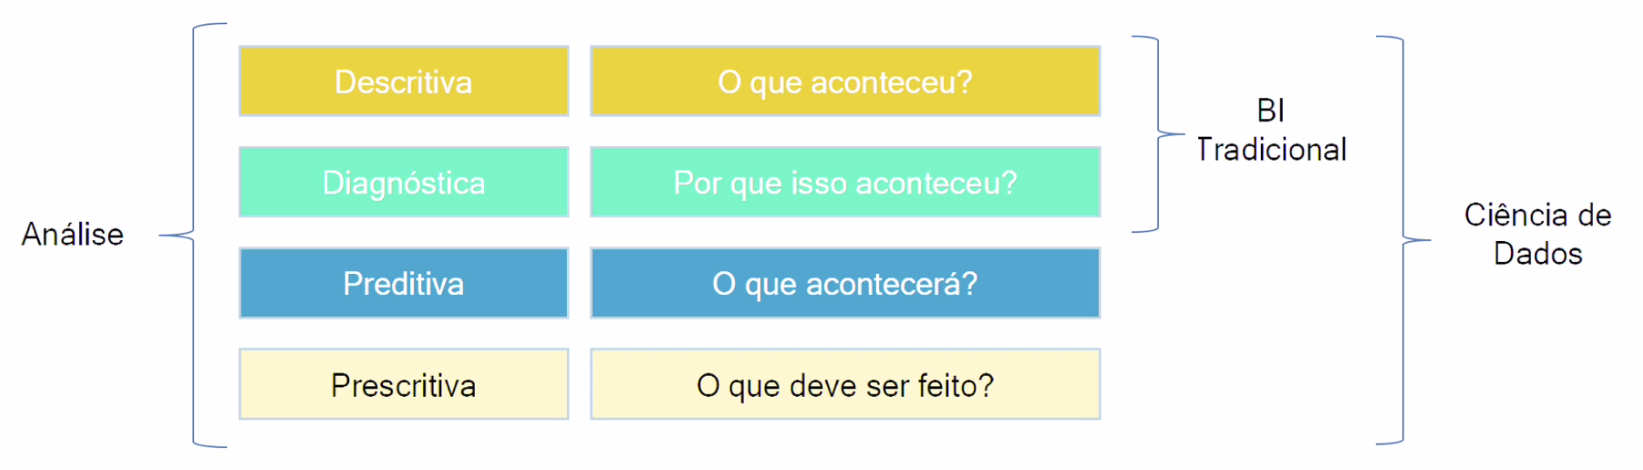 Análise
Descritiva
O que aconteceu?
Diagnóstica
Por que isso aconteceu?
Preditiva
O que acontecerá?
Prescritiva
O que deve ser feito?
BI
Tradicional
Ciência de
Dados